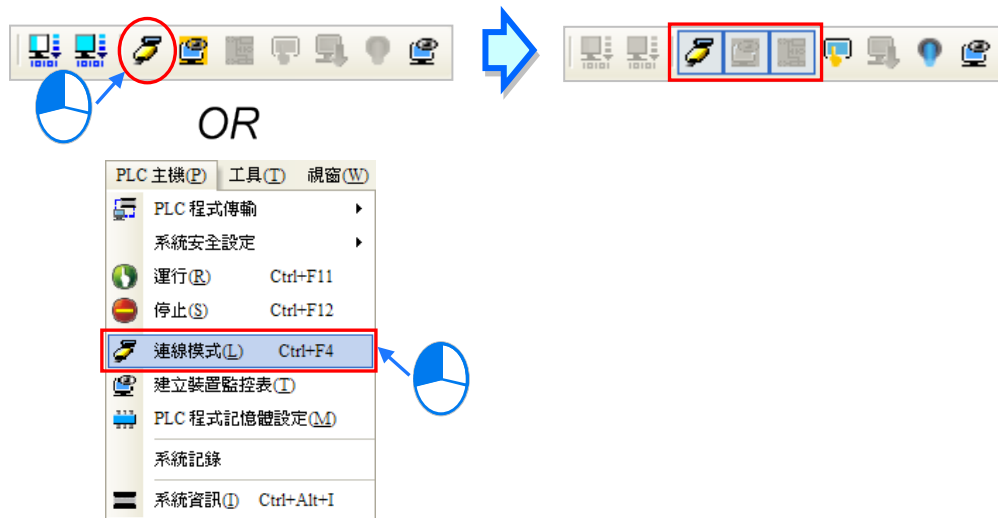 OR
PLC 主機(P) 工具(T) 視窗(W)
PLC 程式傳輸
系統安全設定
運行(R) Ctrl+F11
停止(S) Ctrl+F12
連線模式(L) Ctrl+F4
建立裝置監控表(T)
PLC 程式記憶體設定(M)
系統記錄
系統資訊(I) Ctrl+Alt+I